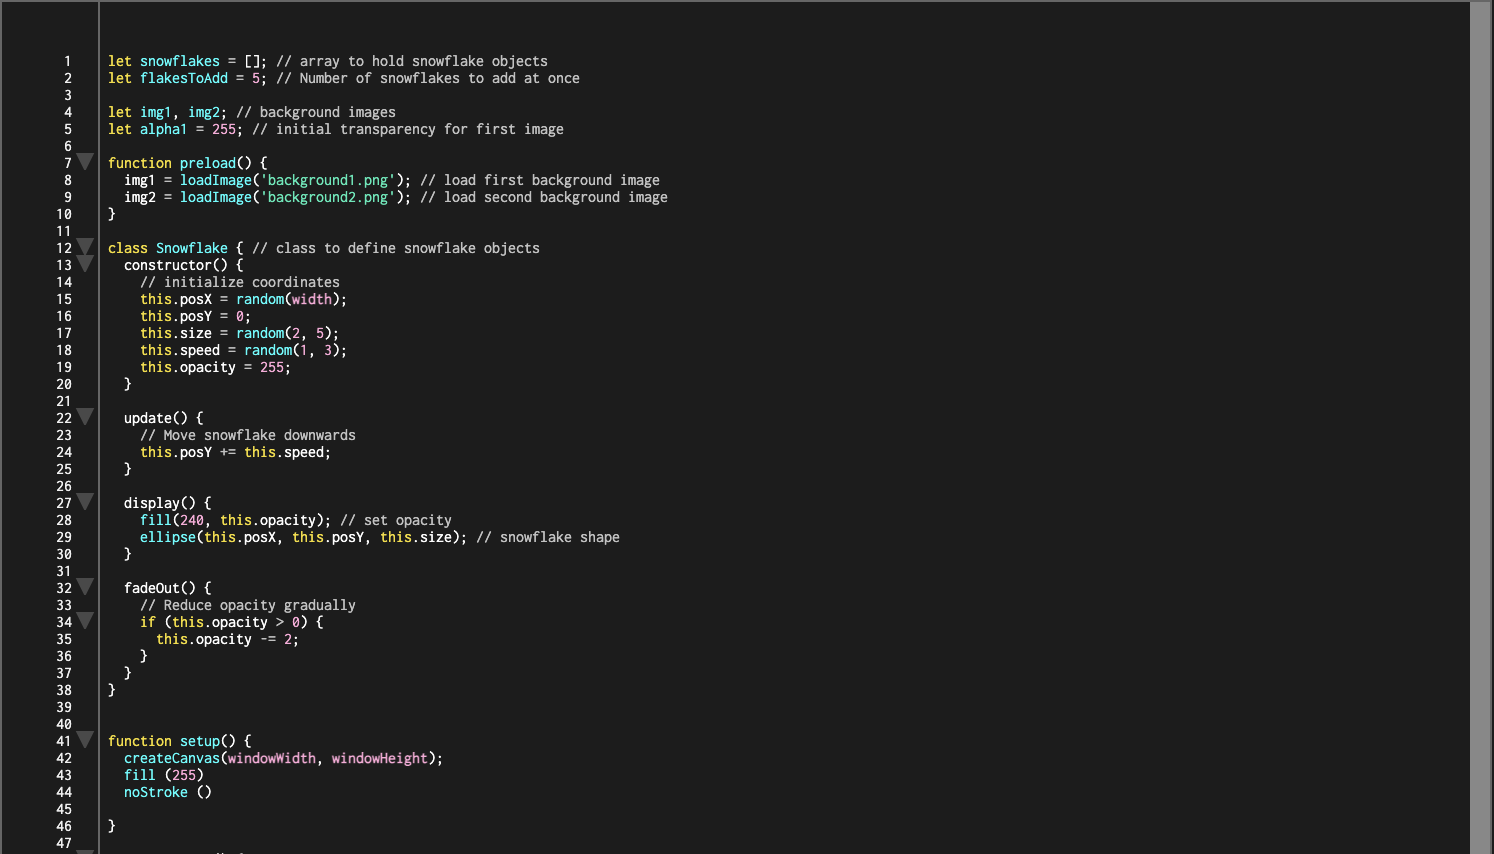 1 let snowflakes = []; // array to hold snowflake objects
2 let flakesToAdd = 5; // Number of snowflakes to add at once
3
4 let img1, img2; // background images
5 let alpha1 = 255; // initial transparency for first image
6
7 function preload() {
8 img1 = loadImage('background1.png'); // load first background image
9 img2 = loadImage('background2.png'); // load second background image
10 }
11
12 class Snowflake { // class to define snowflake objects
13 constructor() {
14 // initialize coordinates
15 this.posX = random(width);
16 this.posY = 0;
17 this.size = random(2, 5);
18 this.speed = random(1, 3);
19 this.opacity = 255;
20 }
21
22 update() {
23 // Move snowflake downwards
24 this.posY += this.speed;
25 }
26
27 display() {
28 fill(240, this.opacity); // set opacity
29 ellipse(this.posX, this.posY, this.size); // snowflake shape
30 }
31
32 fadeOut() {
33 // Reduce opacity gradually
34 if (this.opacity > 0) {
35 this.opacity -= 2;
36 }
37 }
38 }
39
40
41 function setup() {
42 createCanvas(windowWidth, windowHeight);
43 fill (255)
44 noStroke ()
45
46 }
47